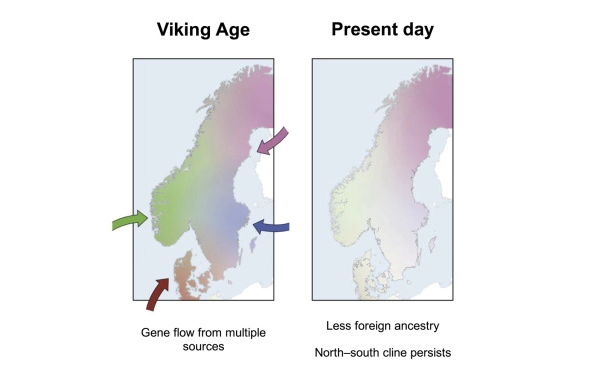 Viking Age
Present day
Gene flow from multiple
sources
Less foreign ancestry
North–south cline persists